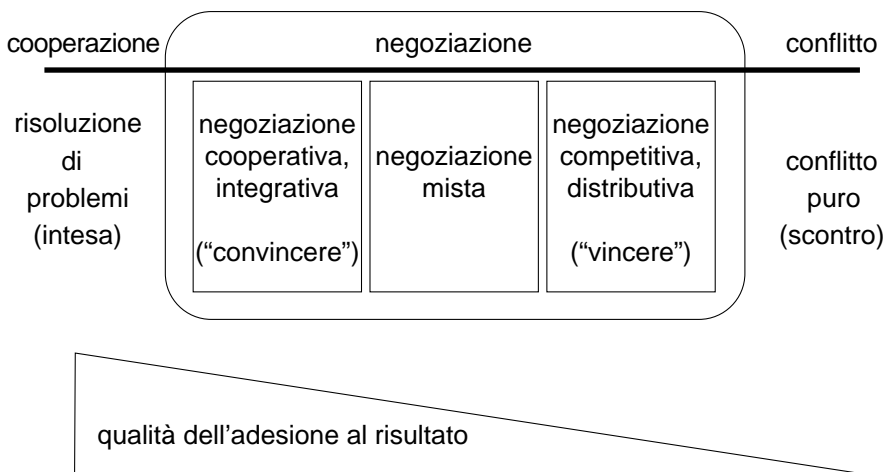 cooperazione
negoziazione
conflitto
risoluzione
di
problemi
(intesa)
negoziazione
cooperativa,
integrativa
(“convincere”)
negoziazione
mista
negoziazione
competitiva,
distributiva
(“vincere”)
conflitto
puro
(scontro)
qualità dell’adesione al risultato